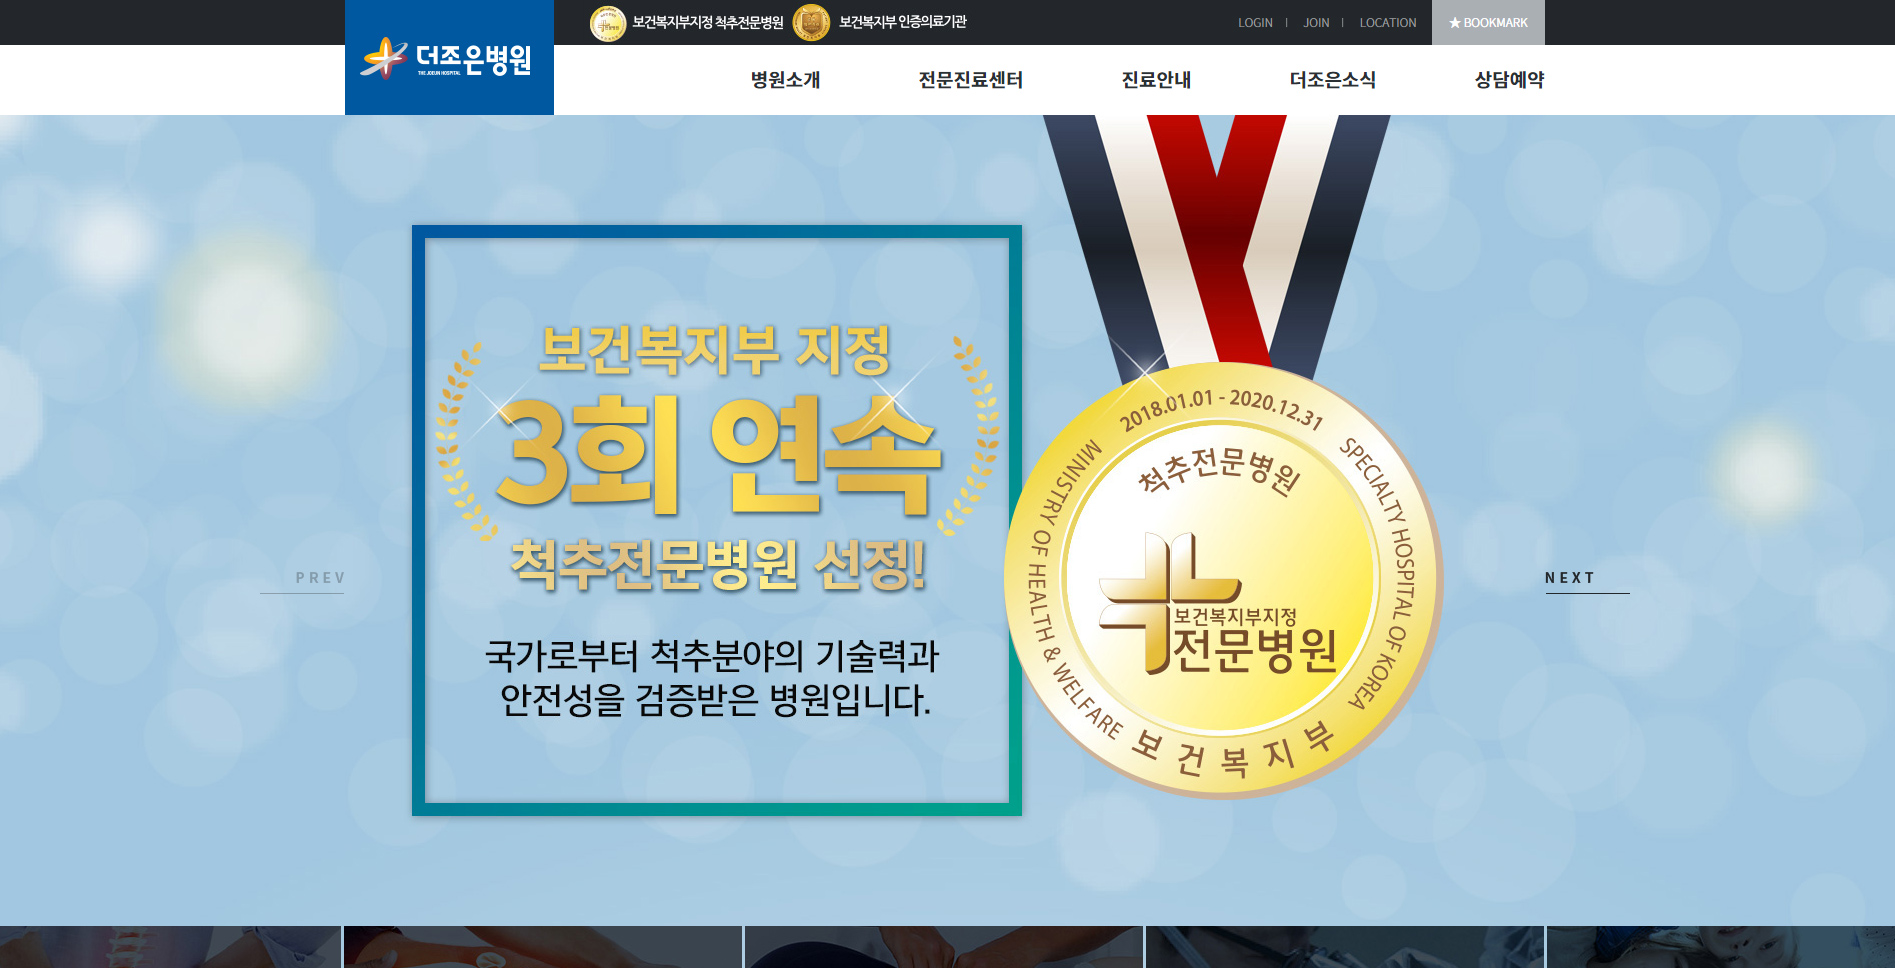 보건복지부지정 척추전문병원
보건복지부 인증의료기관
LOGIN
JOIN
LOCATION
★ BOOKMARK
더조은병원
THE JOEUN HOSPITAL
병원소개
전문진료센터
진료안내
더조은소식
상담예약
보건복지부 지정
3회 연속
척추전문병원 선정!
국가로부터 척추분야의 기술력과
안전성을 검증받은 병원입니다.
PREV
NEXT
2018.01.01 - 2020.12.31
MINISTRY OF HEALTH & WELFARE
SPECIALTY HOSPITAL OF KOREA
척추전문병원
보건복지부지정
전문병원
보건복지부